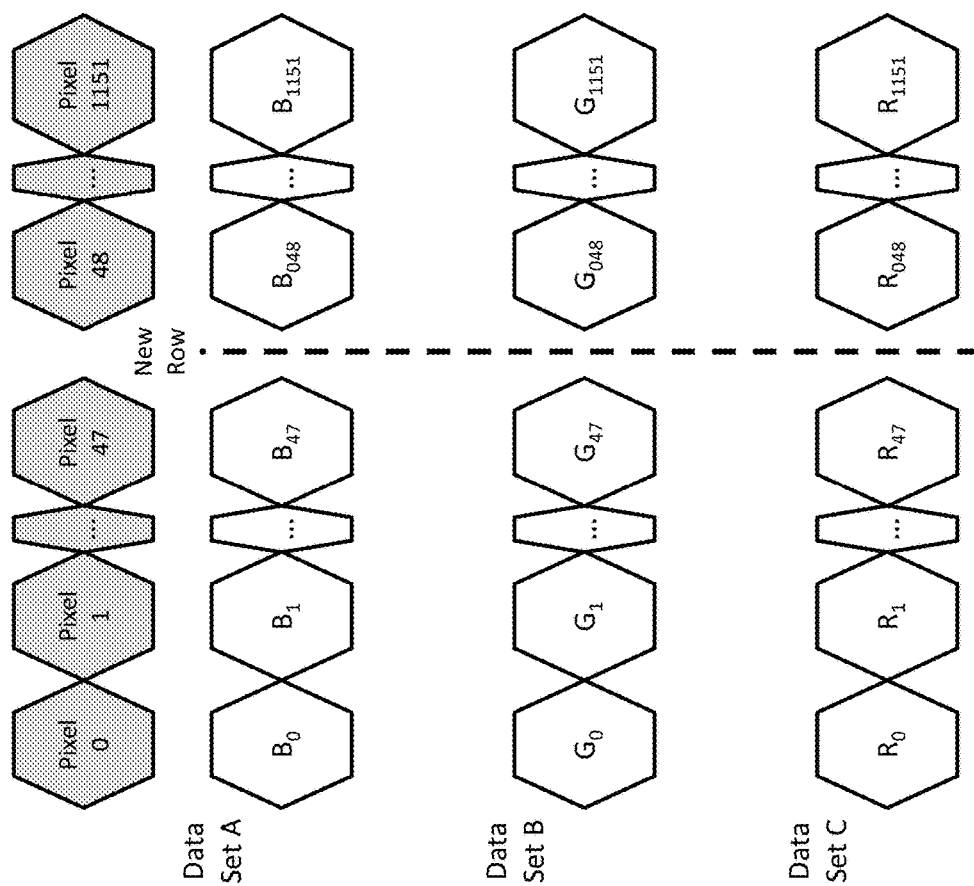 Pixel
0
Pixel
1
...
Pixel
47
New
Row
Pixel
48
...
Pixel
1151
Data
Set A
B0
B1
...
B47
B048
...
B1151
Data
Set B
G0
G1
...
G47
G048
...
G1151
Data
Set C
R0
R1
...
R47
R048
...
R1151